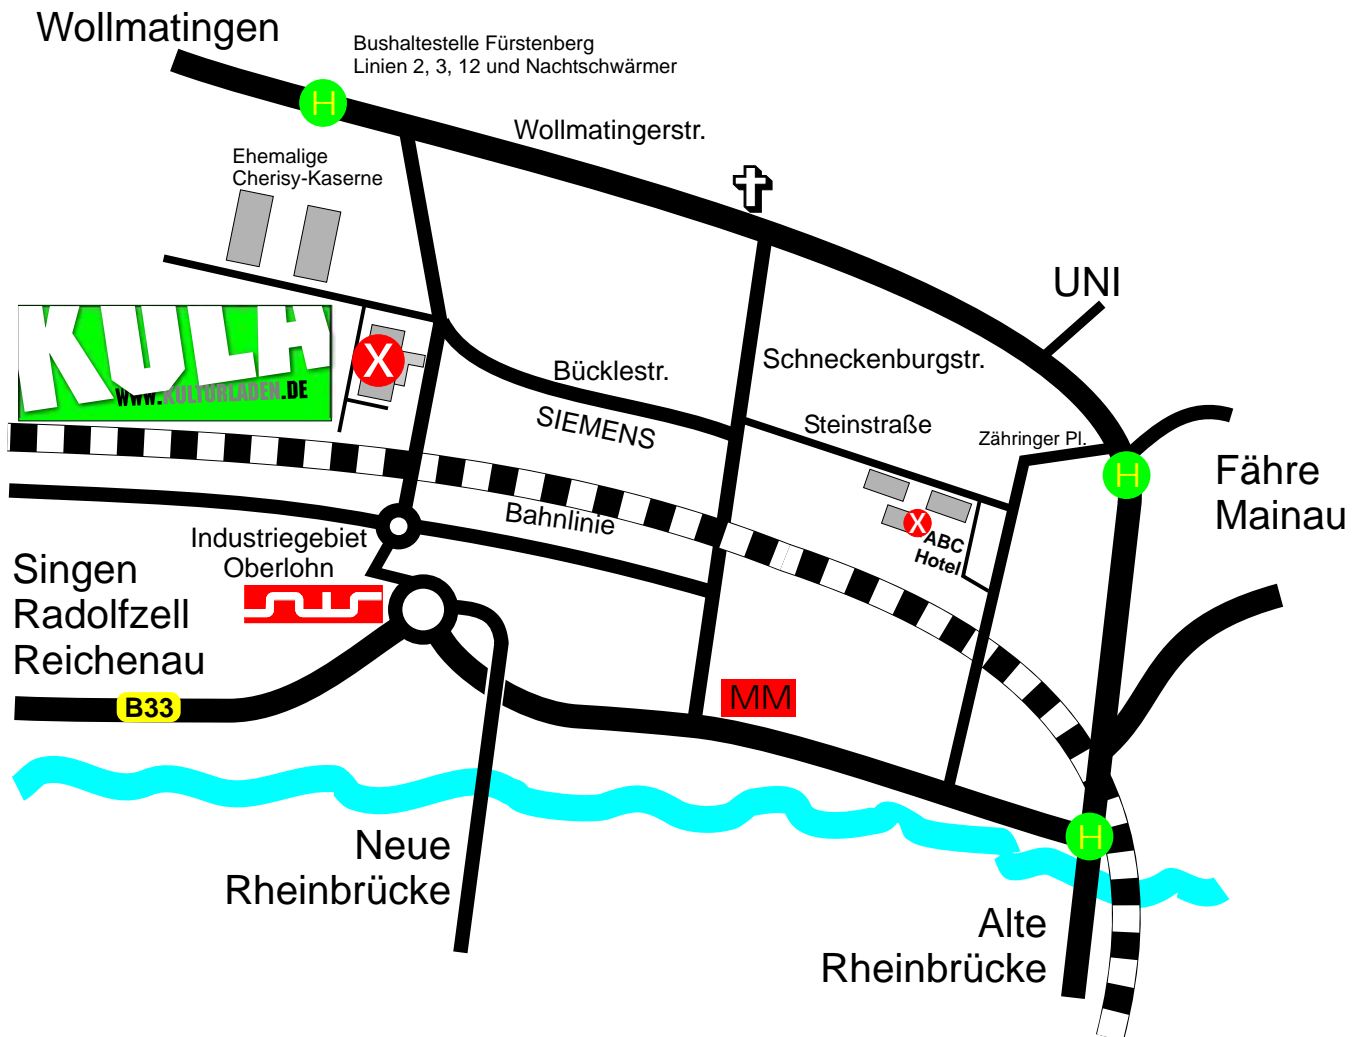 Wollmatingen
Bushaltestelle Fürstenberg
Linien 2, 3, 12 und Nachtschwärmer
H
Wollmatingerstr.
Ehemalige
Cherisy-Kaserne
UNI
KULA
WWW.KULTURLADEN.DE
X
Bücklestr.
SIEMENS
Schneckenburgstr.
Steinstraße
Zähringer Pl.
H
Fähre
Mainau
X
ABC
Hotel
Bahnlinie
Industriegebiet
Oberlohn
Singen
Radolfzell
Reichenau
B33
MM
H
Neue
Rheinbrücke
Alte
Rheinbrücke